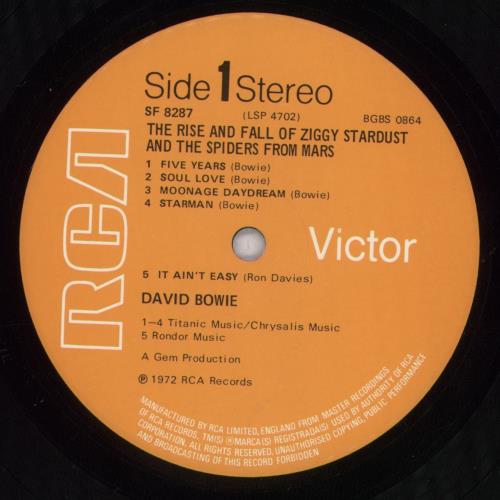 Side 1 Stereo
SF 8287 (LSP 4702) BGBS 0864
THE RISE AND FALL OF ZIGGY STARDUST
AND THE SPIDERS FROM MARS
1 FIVE YEARS (Bowie)
2 SOUL LOVE (Bowie)
3 MOONAGE DAYDREAM (Bowie)
4 STARMAN (Bowie)
RCA
Victor
5 IT AIN'T EASY (Ron Davies)
DAVID BOWIE
1–4 Titanic Music/Chrysalis Music
5 Rondor Music
A Gem Production
℗ 1972 RCA Records
MANUFACTURED BY RCA LIMITED, ENGLAND FROM MASTER RECORDINGS
OF RCA RECORDS, TM(S) ®MARCA(S) REGISTRADA(S) USED BY AUTHORITY OF RCA
CORPORATION. ALL RIGHTS RESERVED. UNAUTHORISED COPYING, PUBLIC PERFORMANCE
AND BROADCASTING OF THIS RECORD FORBIDDEN